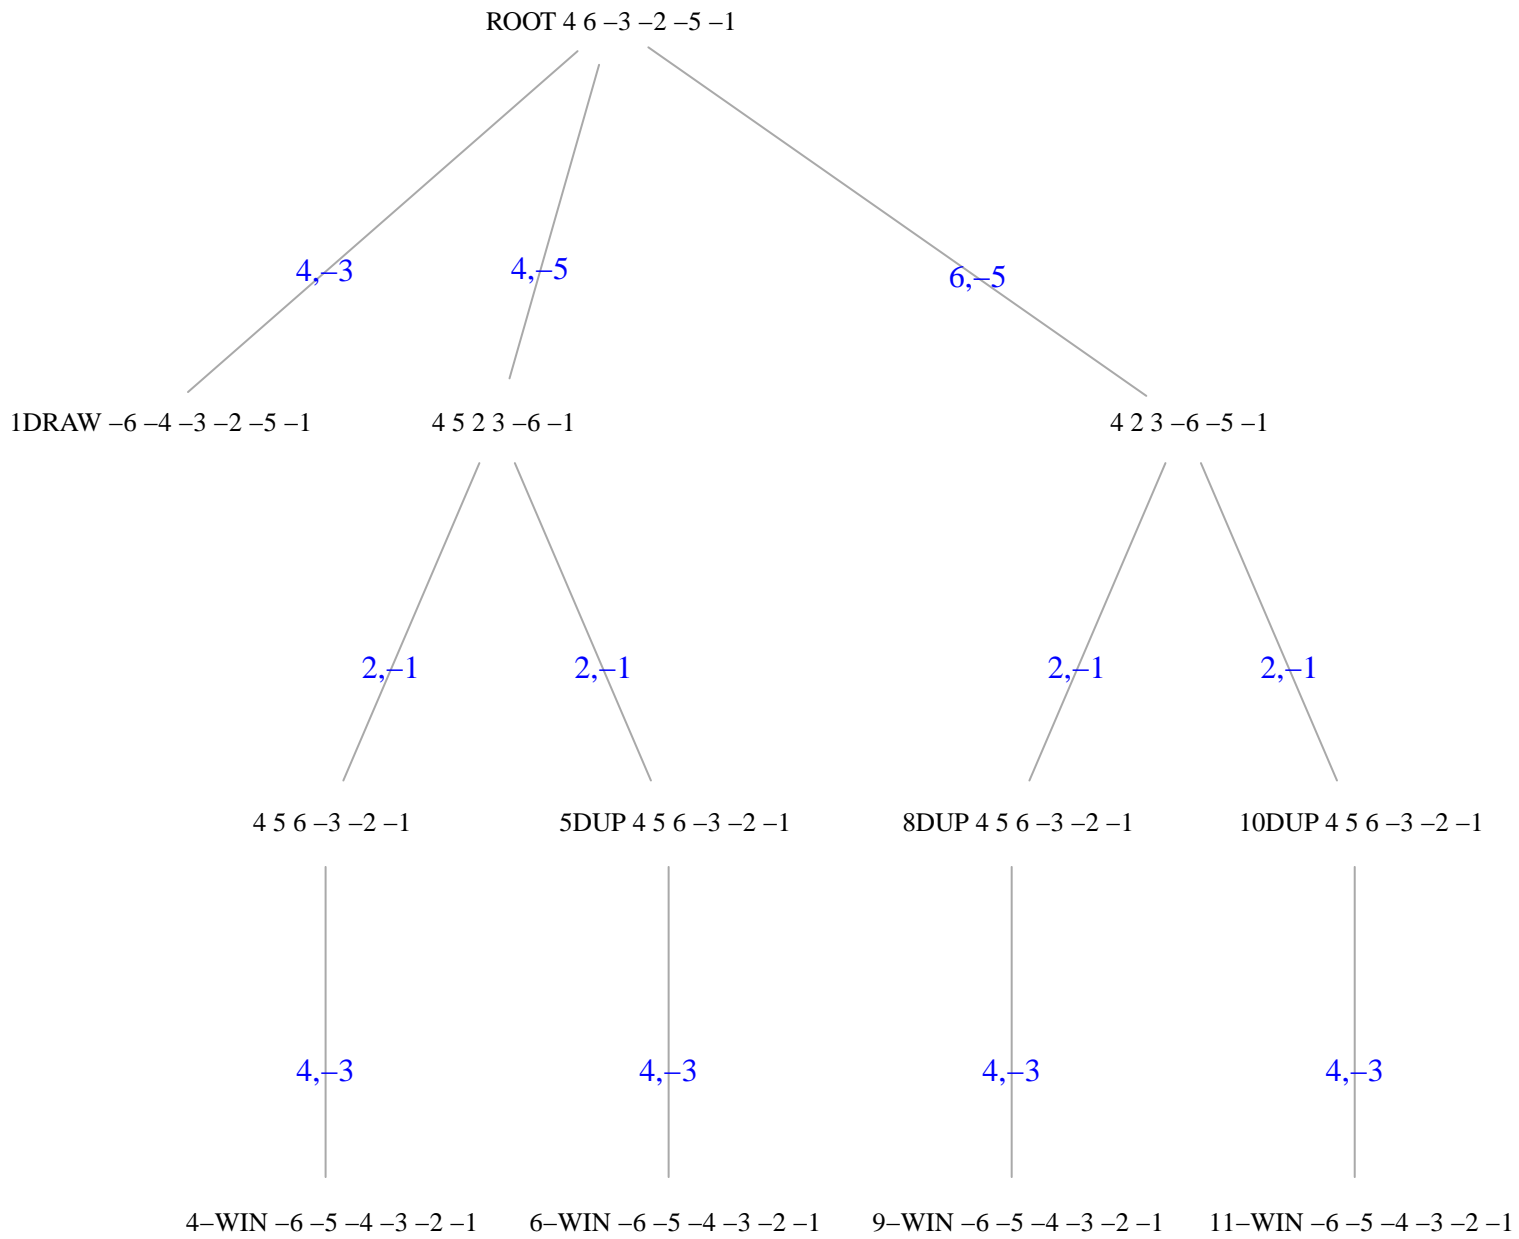 ROOT 4 6 –3 –2 –5 –1
4,–3
4,–5
6,–5
1DRAW –6 –4 –3 –2 –5 –1
4 5 2 3 –6 –1
4 2 3 –6 –5 –1
2,–1
2,–1
2,–1
2,–1
4 5 6 –3 –2 –1
5DUP 4 5 6 –3 –2 –1
8DUP 4 5 6 –3 –2 –1
10DUP 4 5 6 –3 –2 –1
4,–3
4,–3
4,–3
4,–3
4–WIN –6 –5 –4 –3 –2 –1
6–WIN –6 –5 –4 –3 –2 –1
9–WIN –6 –5 –4 –3 –2 –1
11–WIN –6 –5 –4 –3 –2 –1